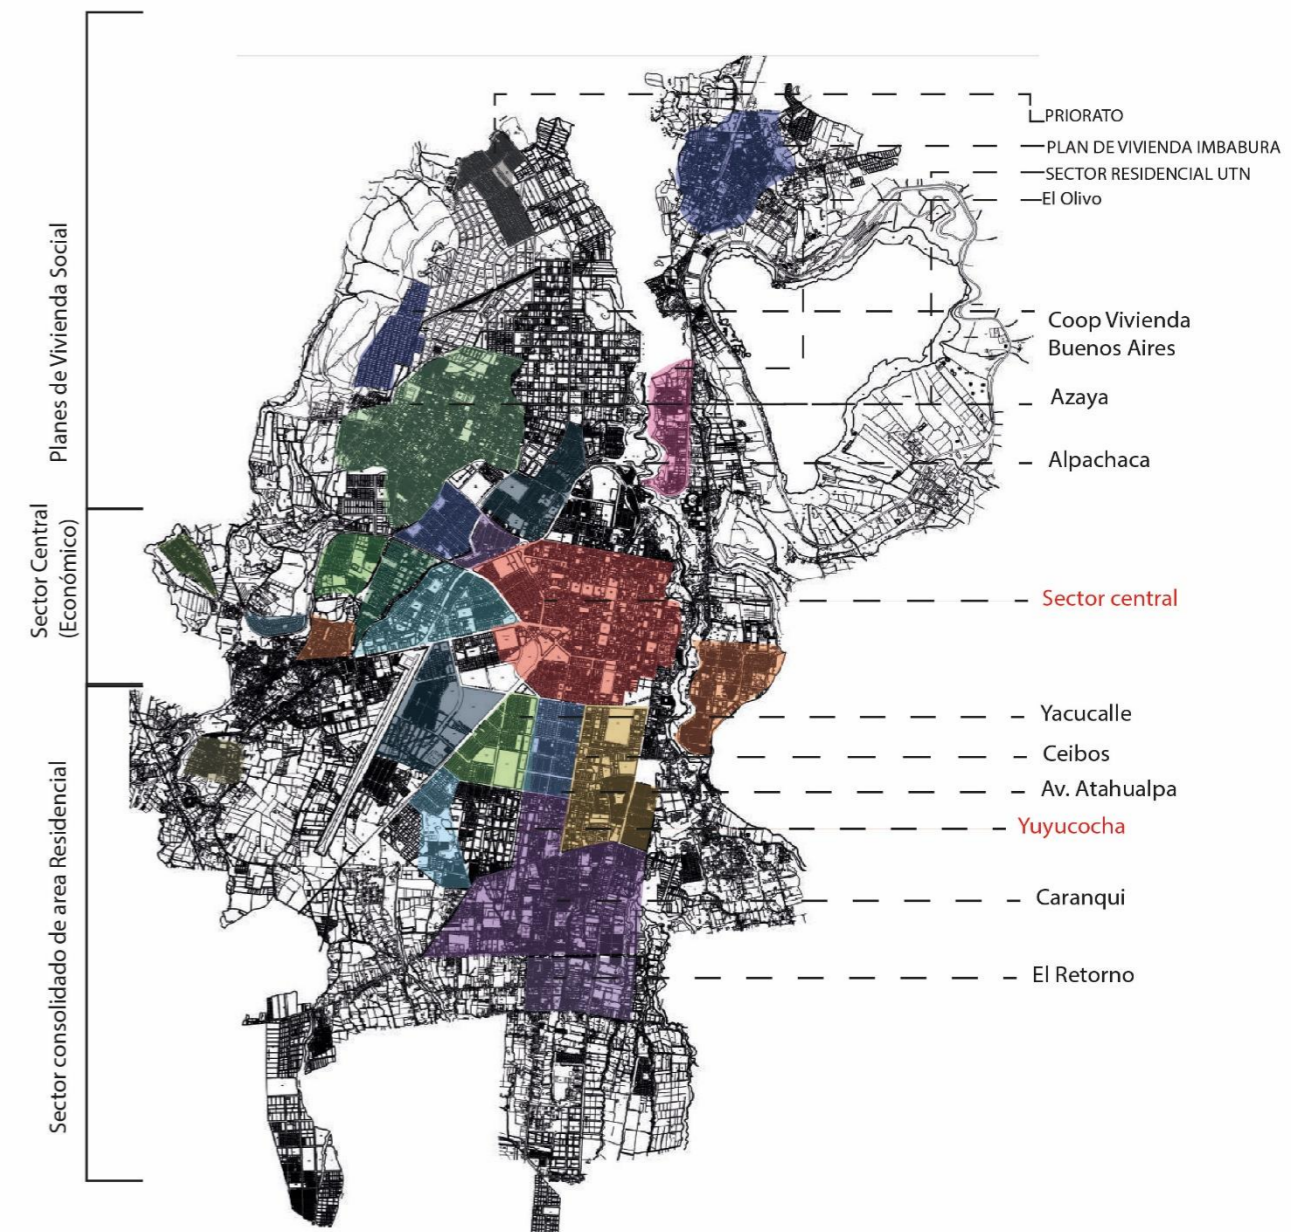 PRIORATO
PLAN DE VIVIENDA IMBABURA
SECTOR RESIDENCIAL UTN
El Olivo
Coop Vivienda
Buenos Aires
Azaya
Alpachaca
Sector central
Yacucalle
Ceibos
Av. Atahualpa
Yuyucocha
Caranqui
El Retorno
Planes de Vivienda Social
Sector Central
(Económico)
Sector consolidado de area Residencial